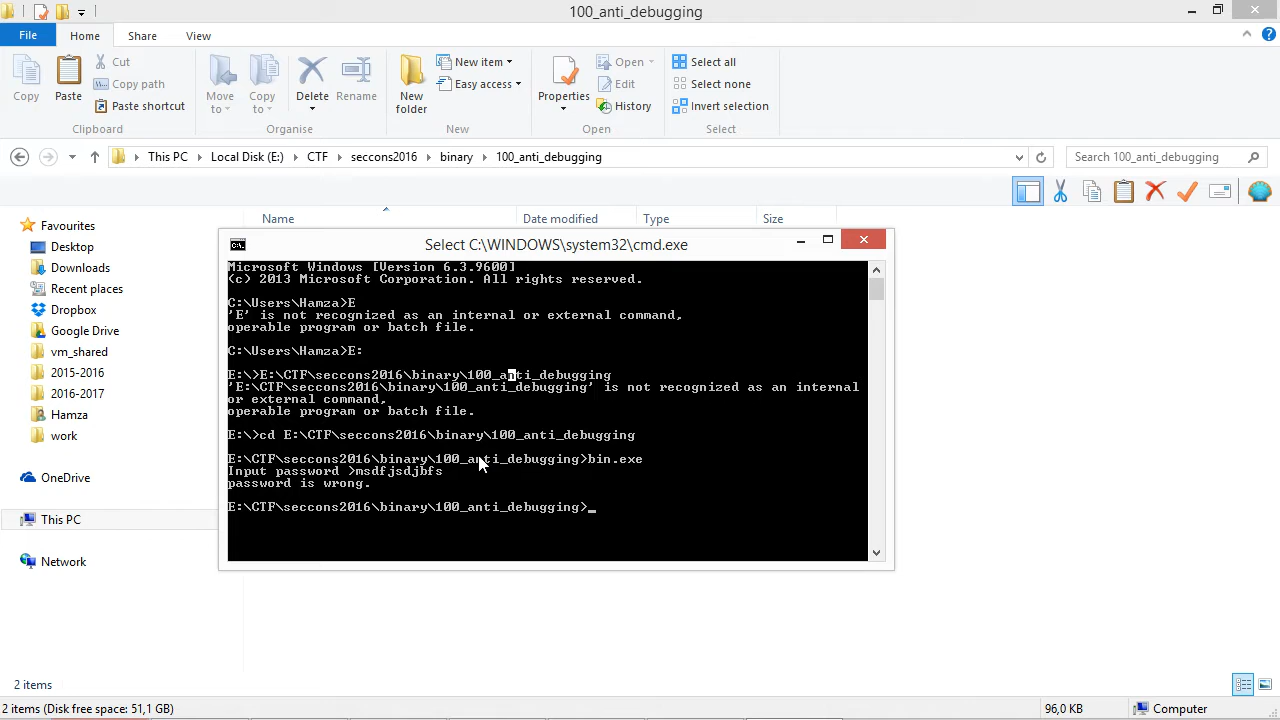 100_anti_debugging
File Home Share View
Copy Paste Cut Copy path Paste shortcut
Move to Copy to Delete Rename
New folder New item Easy access
Properties Open Edit History
Select all Select none Invert selection
Clipboard Organise New Open Select
This PC Local Disk (E:) CTF seccons2016 binary 100_anti_debugging Search 100_anti_debugging
Name Date modified Type Size
Favourites
Desktop
Downloads
Recent places
Dropbox
Google Drive
vm_shared
2015-2016
2016-2017
Hamza
work
OneDrive
This PC
Network
C:\. Select C:\WINDOWS\system32\cmd.exe
Microsoft Windows [Version 6.3.9600]
(c) 2013 Microsoft Corporation. All rights reserved.
C:\Users\Hamza>E
'E' is not recognized as an internal or external command,
operable program or batch file.
C:\Users\Hamza>E:
E:\>E:\CTF\seccons2016\binary\100_anti_debugging
'E:\CTF\seccons2016\binary\100_anti_debugging' is not recognized as an internal
or external command,
operable program or batch file.
E:\>cd E:\CTF\seccons2016\binary\100_anti_debugging
E:\CTF\seccons2016\binary\100_anti_debugging>bin.exe
Input password >msdfjsdjbfs
password is wrong.
E:\CTF\seccons2016\binary\100_anti_debugging>_
2 items
2 items (Disk free space: 51,1 GB) 96,0 KB Computer